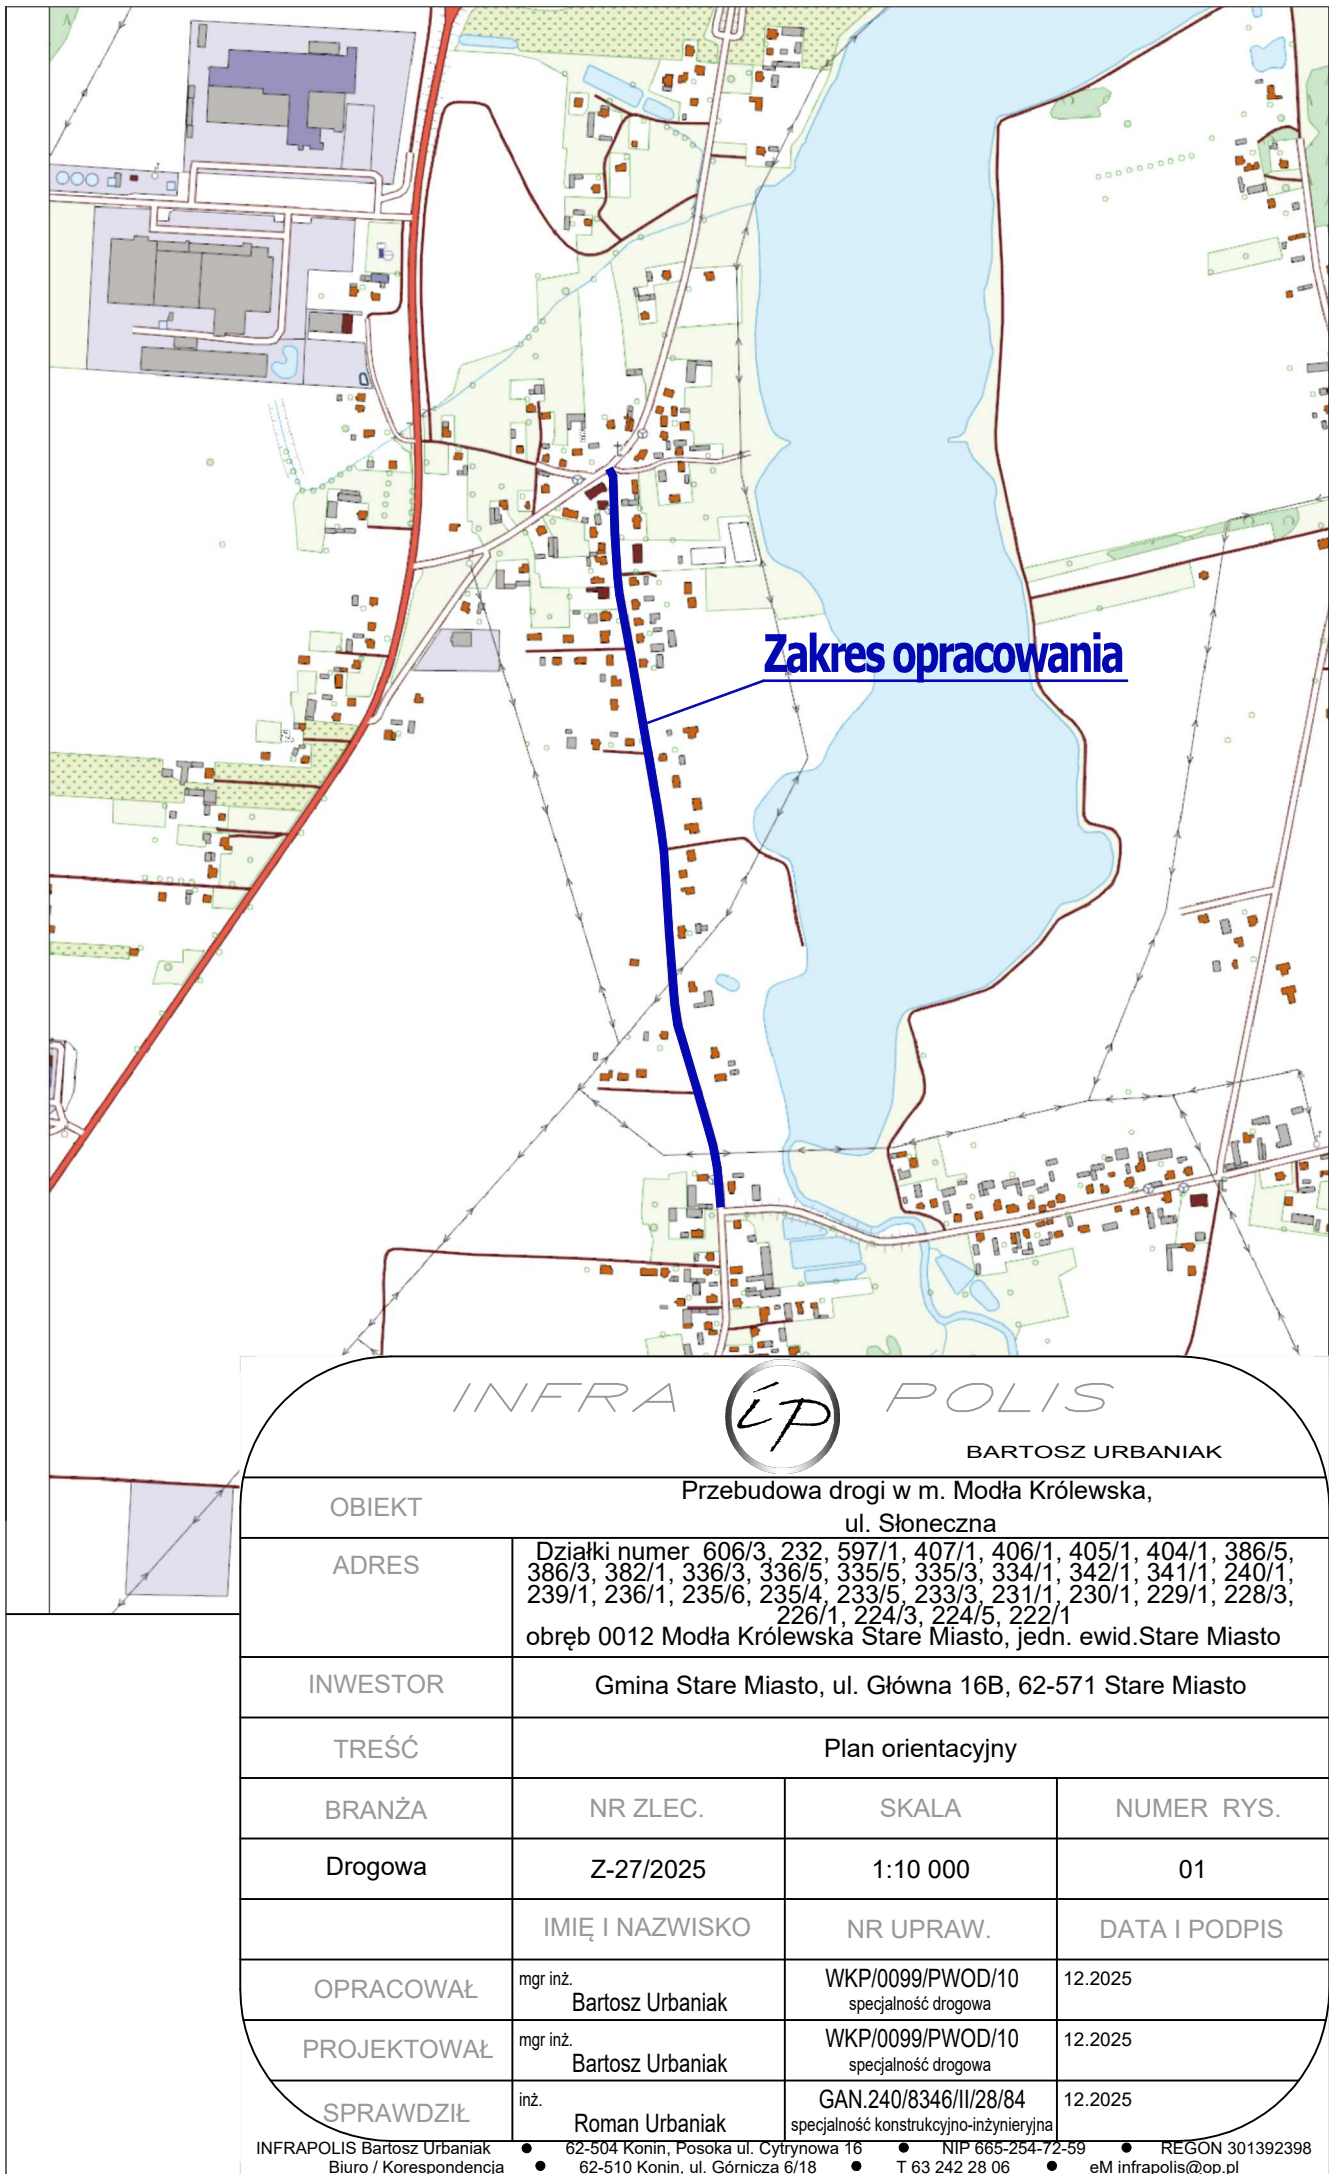 Zakres opracowania
INFRA ip POLIS
BARTOSZ URBANIAK
OBIEKT
Przebudowa drogi w m. Modła Królewska,
ul. Słoneczna
ADRES
Działki numer 606/3, 232, 597/1, 407/1, 406/1, 405/1, 404/1, 386/5,
386/3, 382/1, 336/3, 336/5, 335/5, 335/3, 334/1, 342/1, 341/1, 240/1,
239/1, 236/1, 235/6, 235/4, 233/5, 233/3, 231/1, 230/1, 229/1, 228/3,
226/1, 224/3, 224/5, 222/1
obręb 0012 Modła Królewska Stare Miasto, jedn. ewid.Stare Miasto
INWESTOR
Gmina Stare Miasto, ul. Główna 16B, 62-571 Stare Miasto
TREŚĆ
Plan orientacyjny
BRANŻA NR ZLEC. SKALA NUMER RYS.
Drogowa Z-27/2025 1:10 000 01
IMIĘ I NAZWISKO NR UPRAW. DATA I PODPIS
OPRACOWAŁ
mgr inż.
Bartosz Urbaniak
WKP/0099/PWOD/10
specjalność drogowa
12.2025
PROJEKTOWAŁ
mgr inż.
Bartosz Urbaniak
WKP/0099/PWOD/10
specjalność drogowa
12.2025
SPRAWDZIŁ
inż.
Roman Urbaniak
GAN.240/8346/II/28/84
specjalność konstrukcyjno-inżynieryjna
12.2025
INFRAPOLIS Bartosz Urbaniak ● 62-504 Konin, Posoka ul. Cytrynowa 16 ● NIP 665-254-72-59 ● REGON 301392398
Biuro / Korespondencja ● 62-510 Konin, ul. Górnicza 6/18 ● T 63 242 28 06 ● eM infrapolis@op.pl